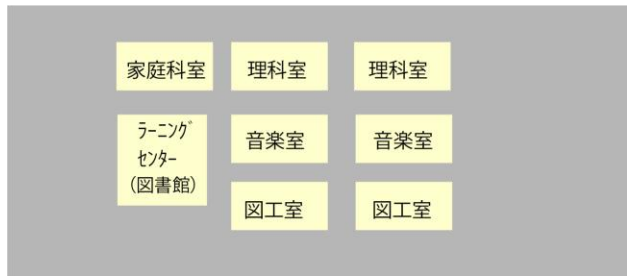 家庭科室
理科室
理科室
ラーニング
センター
(図書館)
音楽室
音楽室
図工室
図工室